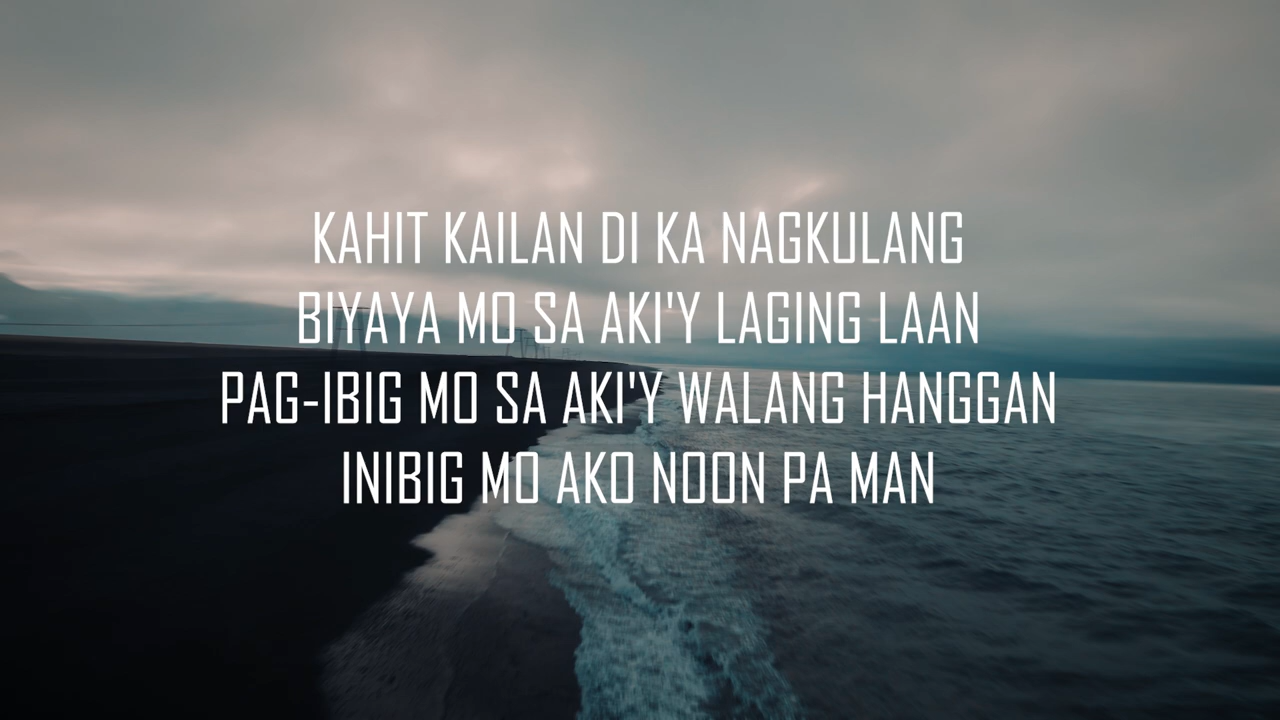 KAHIT KAILAN DI KA NAGKULANG
BIYAYA MO SA AKI'Y LAGING LAAN
PAG-IBIG MO SA AKI'Y WALANG HANGGAN
INIBIG MO AKO NOON PA MAN